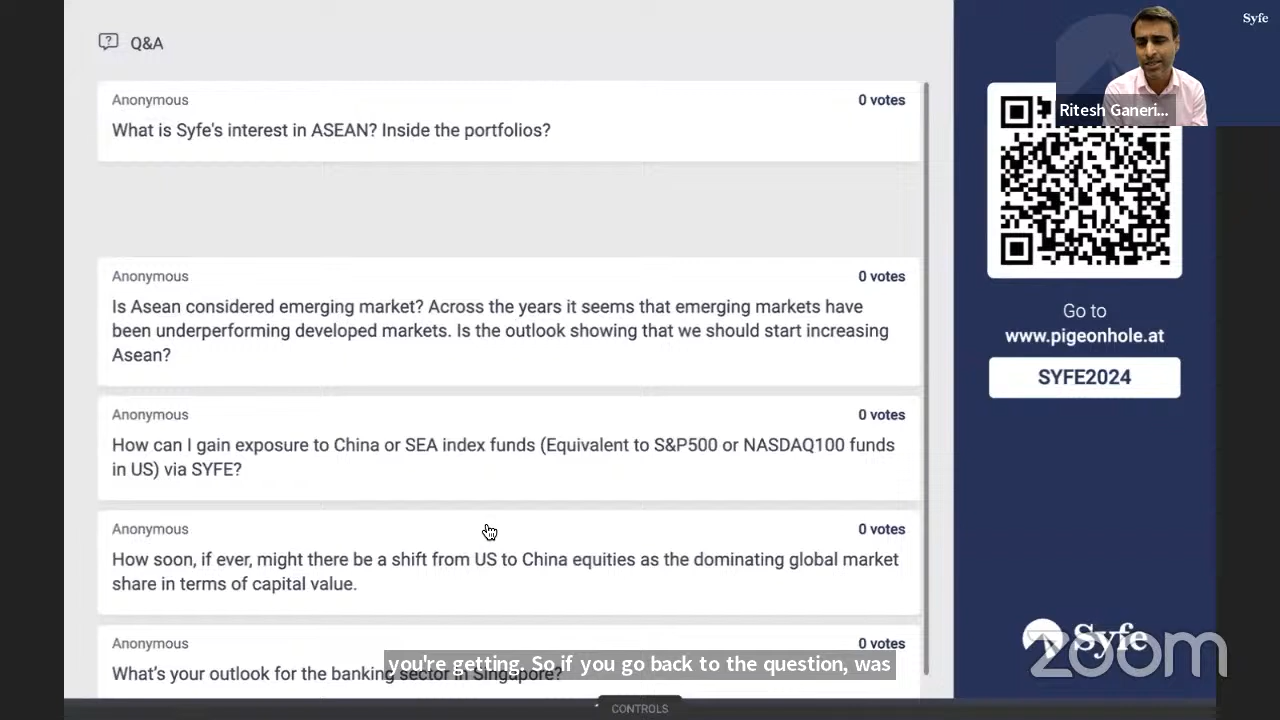 Q&A
Anonymous
0 votes
What is Syfe's interest in ASEAN? Inside the portfolios?
Anonymous
0 votes
Is Asean considered emerging market? Across the years it seems that emerging markets have
been underperforming developed markets. Is the outlook showing that we should start increasing
Asean?
Anonymous
0 votes
How can I gain exposure to China or SEA index funds (Equivalent to S&P500 or NASDAQ100 funds
in US) via SYFE?
Anonymous
0 votes
How soon, if ever, might there be a shift from US to China equities as the dominating global market
share in terms of capital value.
Anonymous
0 votes
What's your outlook for the banking sector in Singapore?
you're getting. So if you go back to the question, was
CONTROLS
Syfe
Ritesh Ganeri...
Go to
www.pigeonhole.at
SYFE2024
Syfe
zoom